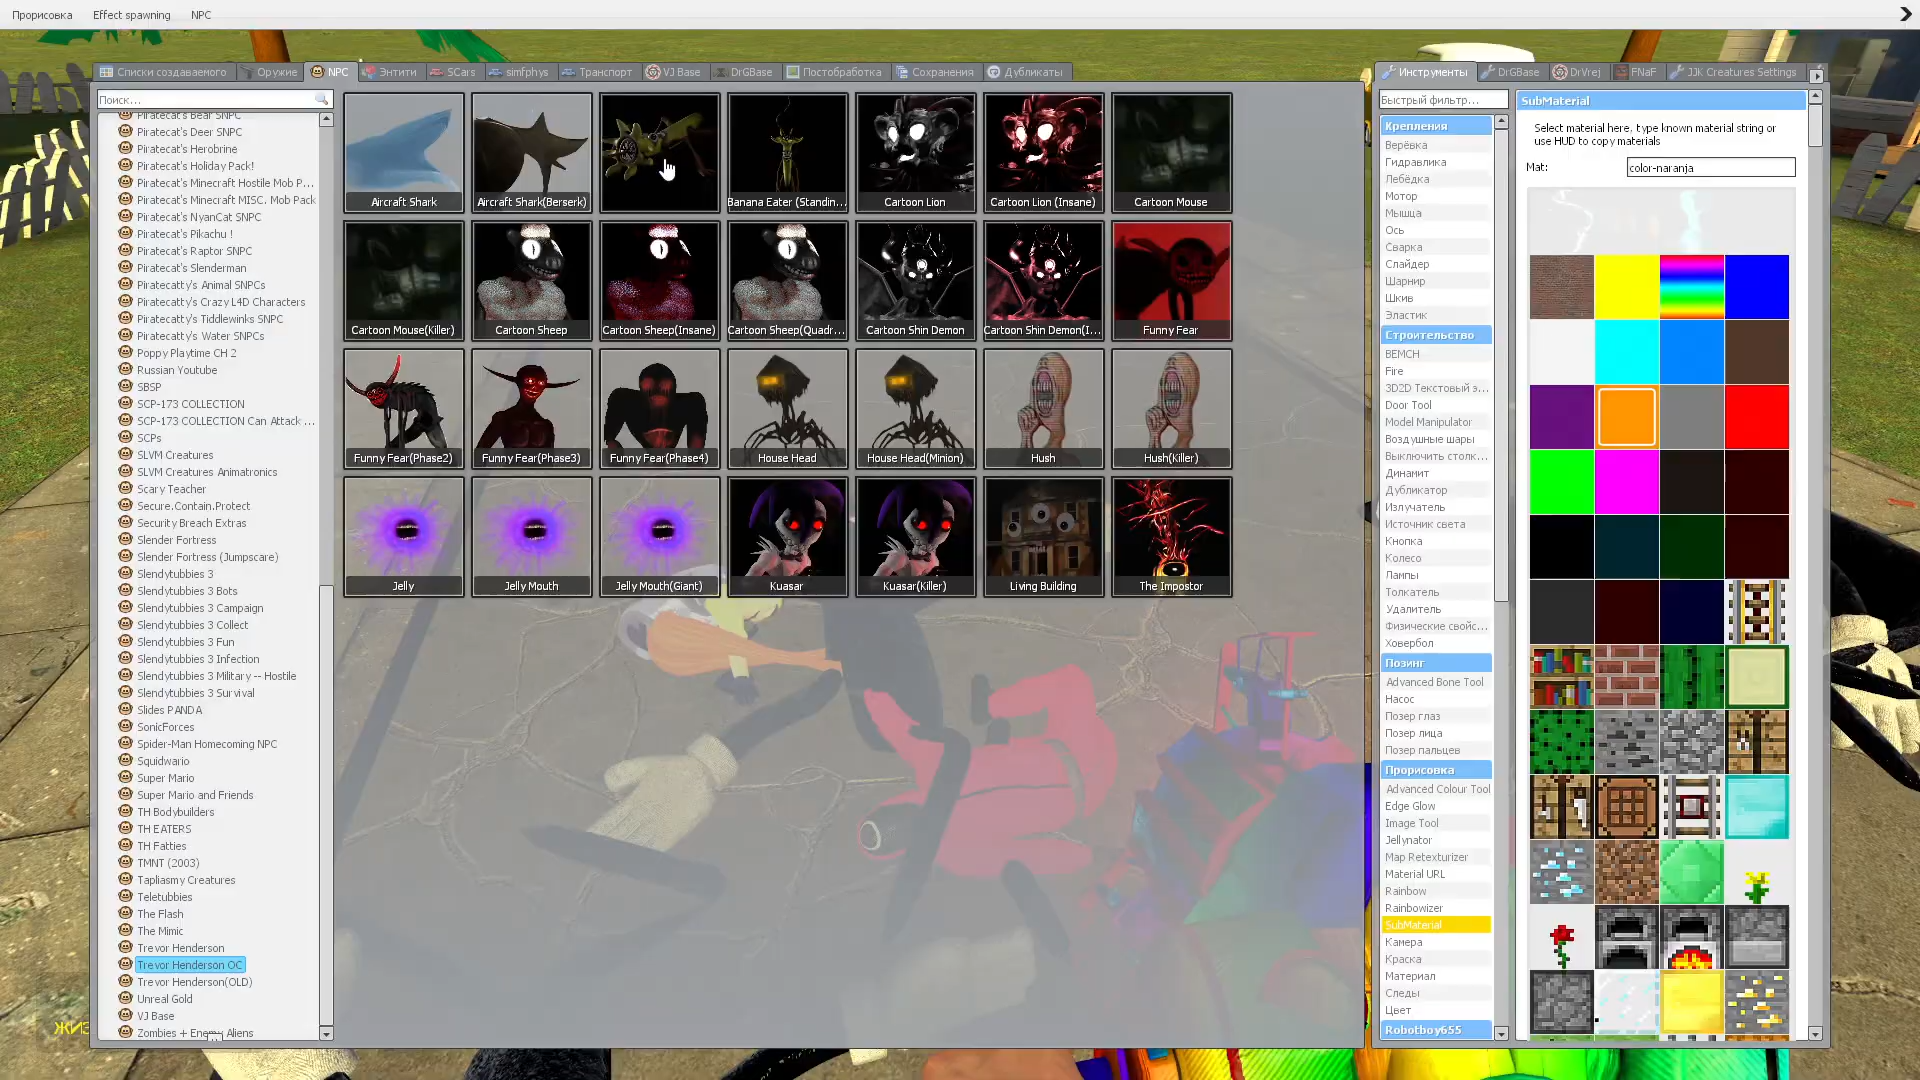 Прорисовка Effect spawning NPC
Списки создаваемого Оружие NPC Энтити SCars simfphys Транспорт VJ Base DrGBase Постобработка Сохранения Дубликаты
Инструменты DrGBase DrVrej FNaF JJK Creatures Settings
Поиск...
Piratecat's Bear SNPC
Piratecat's Deer SNPC
Piratecat's Herobrine
Piratecat's Holiday Pack!
Piratecat's Minecraft Hostile Mob P...
Piratecat's Minecraft MISC. Mob Pack
Piratecat's NyanCat SNPC
Piratecat's Pikachu !
Piratecat's Raptor SNPC
Piratecat's Slenderman
Piratecatty's Animal SNPCs
Piratecatty's Crazy L4D Characters
Piratecatty's Tiddlewinks SNPC
Piratecatty's Water SNPCs
Poppy Playtime CH 2
Russian Youtube
SBSP
SCP-173 COLLECTION
SCP-173 COLLECTION Can Attack ...
SCPs
SLVM Creatures
SLVM Creatures Animatronics
Scary Teacher
Secure.Contain.Protect
Security Breach Extras
Slender Fortress
Slender Fortress (Jumpscare)
Slendytubbies 3
Slendytubbies 3 Bots
Slendytubbies 3 Campaign
Slendytubbies 3 Collect
Slendytubbies 3 Fun
Slendytubbies 3 Infection
Slendytubbies 3 Military -- Hostile
Slendytubbies 3 Survival
Slides PANDA
SonicForces
Spider-Man Homecoming NPC
Squidwario
Super Mario
Super Mario and Friends
TH Bodybuilders
TH EATERS
TH Fatties
TMNT (2003)
Tapliasmy Creatures
Teletubbies
The Flash
The Mimic
Trevor Henderson
Trevor Henderson OC
Trevor Henderson(OLD)
Unreal Gold
VJ Base
Zombies + Enemy Aliens
ЖИЗ
Aircraft Shark
Aircraft Shark(Berserk)
Banana Eater (Standin...
Cartoon Lion
Cartoon Lion (Insane)
Cartoon Mouse
Cartoon Mouse(Killer)
Cartoon Sheep
Cartoon Sheep(Insane)
Cartoon Sheep(Quadr...
Cartoon Shin Demon
Cartoon Shin Demon(I...
Funny Fear
Funny Fear(Phase2)
Funny Fear(Phase3)
Funny Fear(Phase4)
House Head
House Head(Minion)
Hush
Hush(Killer)
Jelly
Jelly Mouth
Jelly Mouth(Giant)
Kuasar
Kuasar(Killer)
Living Building
The Impostor
Быстрый фильтр...
Крепления
Верёвка
Гидравлика
Лебёдка
Мотор
Мышца
Ось
Сварка
Слайдер
Шарнир
Шкив
Эластик
Строительство
BEMCH
Fire
3D2D Текстовый э...
Door Tool
Model Manipulator
Воздушные шары
Выключить столк...
Динамит
Дубликатор
Излучатель
Источник света
Кнопка
Колесо
Лампы
Толкатель
Удалитель
Физические свойс...
Ховербол
Позинг
Advanced Bone Tool
Насос
Позер глаз
Позер лица
Позер пальцев
Прорисовка
Advanced Colour Tool
Edge Glow
Image Tool
Jellynator
Map Retexturizer
Material URL
Rainbow
Rainbowizer
SubMaterial
Камера
Краска
Материал
Следы
Цвет
Robotboy655
SubMaterial
Select material here, type known material string or
use HUD to copy materials
Mat: color-naranja